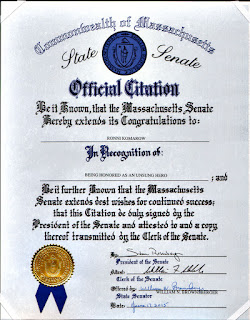 Commonwealth of Massachusetts
State Senate
Official Citation
Be it Known, that the Massachusetts Senate
Hereby extends its Congratulations to:
RONNI KOMAROW
In Recognition of:
BEING HONORED AS AN UNSUNG HERO
; and
Be it further Known that the Massachusetts
Senate extends best wishes for continued success;
that this Citation be duly signed by the
President of the Senate and attested to and a copy
thereof transmitted by the Clerk of the Senate.
By:
President of the Senate
Attest:
Clerk of the Senate
Offered by:
WILLIAM N. BROWNSBERGER
State Senator
Date: